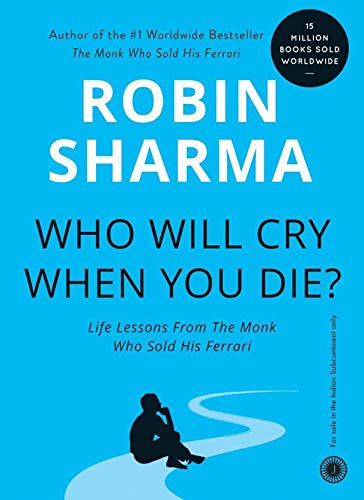 Author of the #1 Worldwide Bestseller
The Monk Who Sold His Ferrari
15
MILLION
BOOKS SOLD
WORLDWIDE
ROBIN
SHARMA
WHO WILL CRY
WHEN YOU DIE?
Life Lessons From The Monk
Who Sold His Ferrari
For sale in the Indian Subcontinent only
J